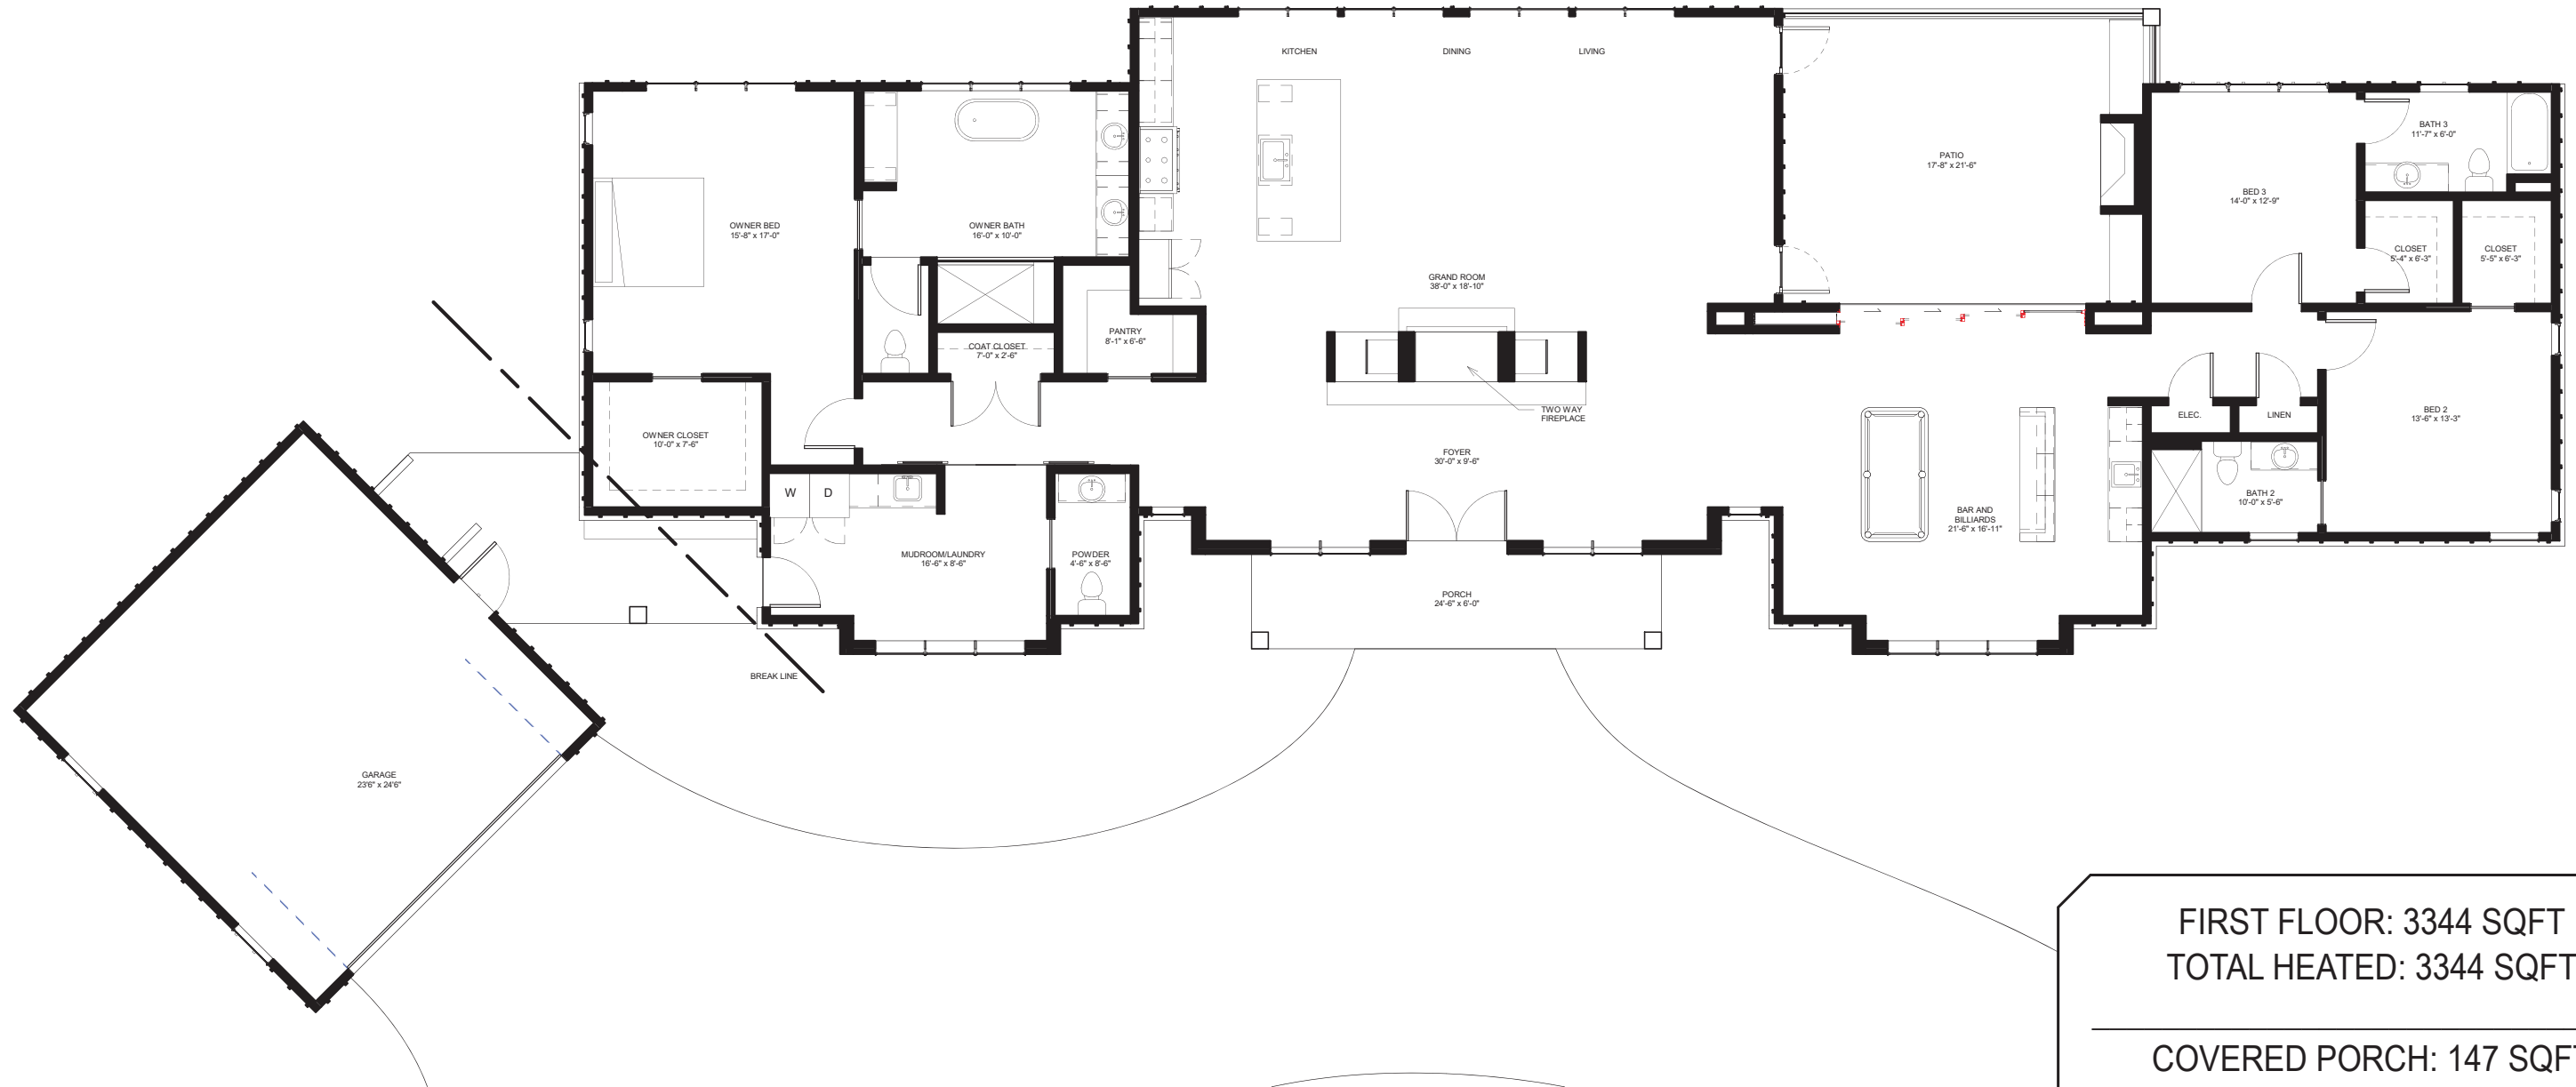 KITCHEN
DINING
LIVING
BATH 3
11'-7" x 6'-0"
PATIO
17'-8" x 21'-6"
BED 3
14'-0" x 12'-9"
OWNER BED
15'-8" x 17'-0"
OWNER BATH
16'-0" x 10'-0"
CLOSET
5'-4" x 6'-3"
CLOSET
5'-5" x 6'-3"
GRAND ROOM
38'-0" x 18'-10"
PANTRY
8'-1" x 6'-6"
COAT CLOSET
7'-0" x 2'-6"
TWO WAY
FIREPLACE
ELEC.
LINEN
BED 2
13'-6" x 13'-3"
OWNER CLOSET
10'-0" x 7'-6"
FOYER
30'-0" x 9'-6"
W
D
BATH 2
10'-0" x 5'-6"
BAR AND
BILLIARDS
21'-6" x 16'-11"
MUDROOM/LAUNDRY
16'-6" x 8'-6"
POWDER
4'-6" x 8'-6"
PORCH
24'-6" x 6'-0"
BREAK LINE
GARAGE
23'6" x 24'6"
FIRST FLOOR: 3344 SQFT
TOTAL HEATED: 3344 SQFT
COVERED PORCH: 147 SQFT